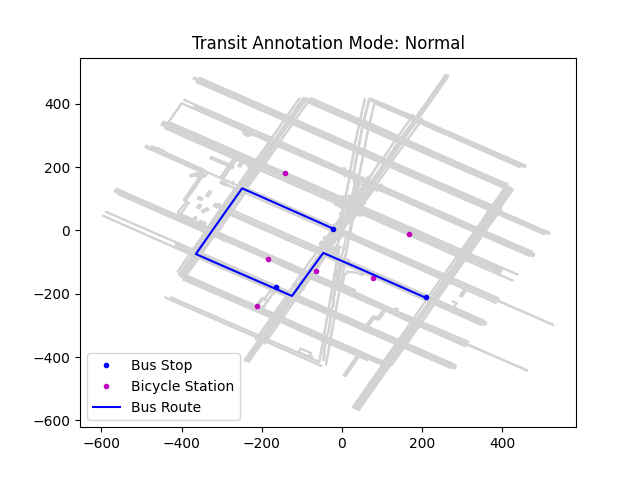 Transit Annotation Mode: Normal
400
200
0
−200
−400
−600
Bus Stop
Bicycle Station
Bus Route
−600 −400 −200 0 200 400